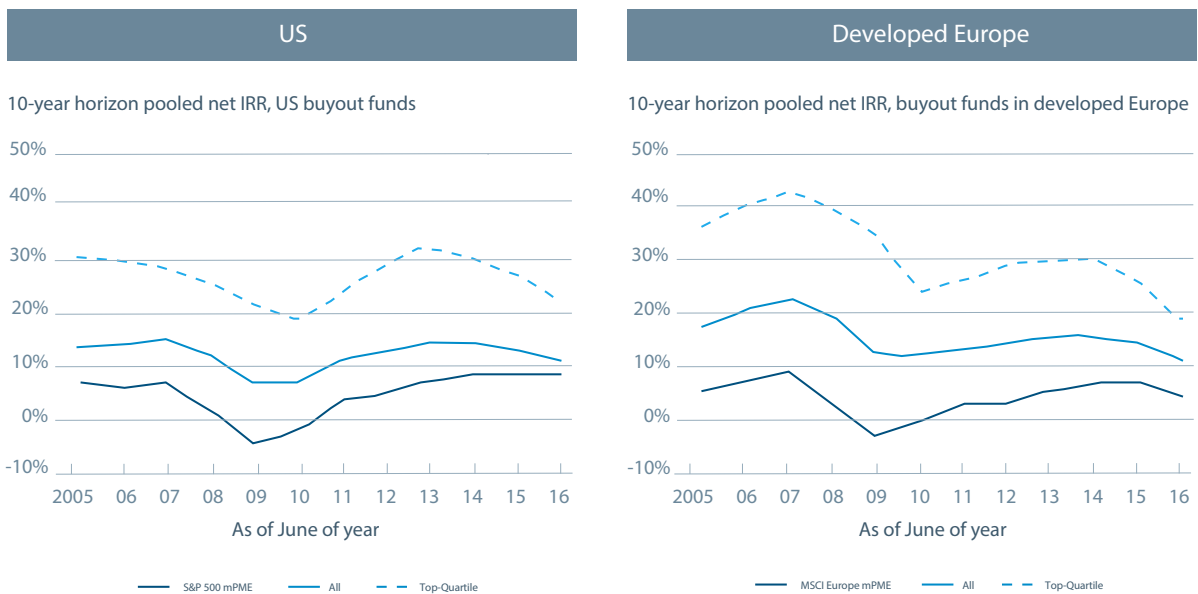 US
10-year horizon pooled net IRR, US buyout funds
50%
40%
30%
20%
10%
0%
-10%
2005 06 07 08 09 10 11 12 13 14 15 16
As of June of year
S&P 500 mPME All Top-Quartile
Developed Europe
10-year horizon pooled net IRR, buyout funds in developed Europe
50%
40%
30%
20%
10%
0%
-10%
2005 06 07 08 09 10 11 12 13 14 15 16
As of June of year
MSCI Europe mPME All Top-Quartile